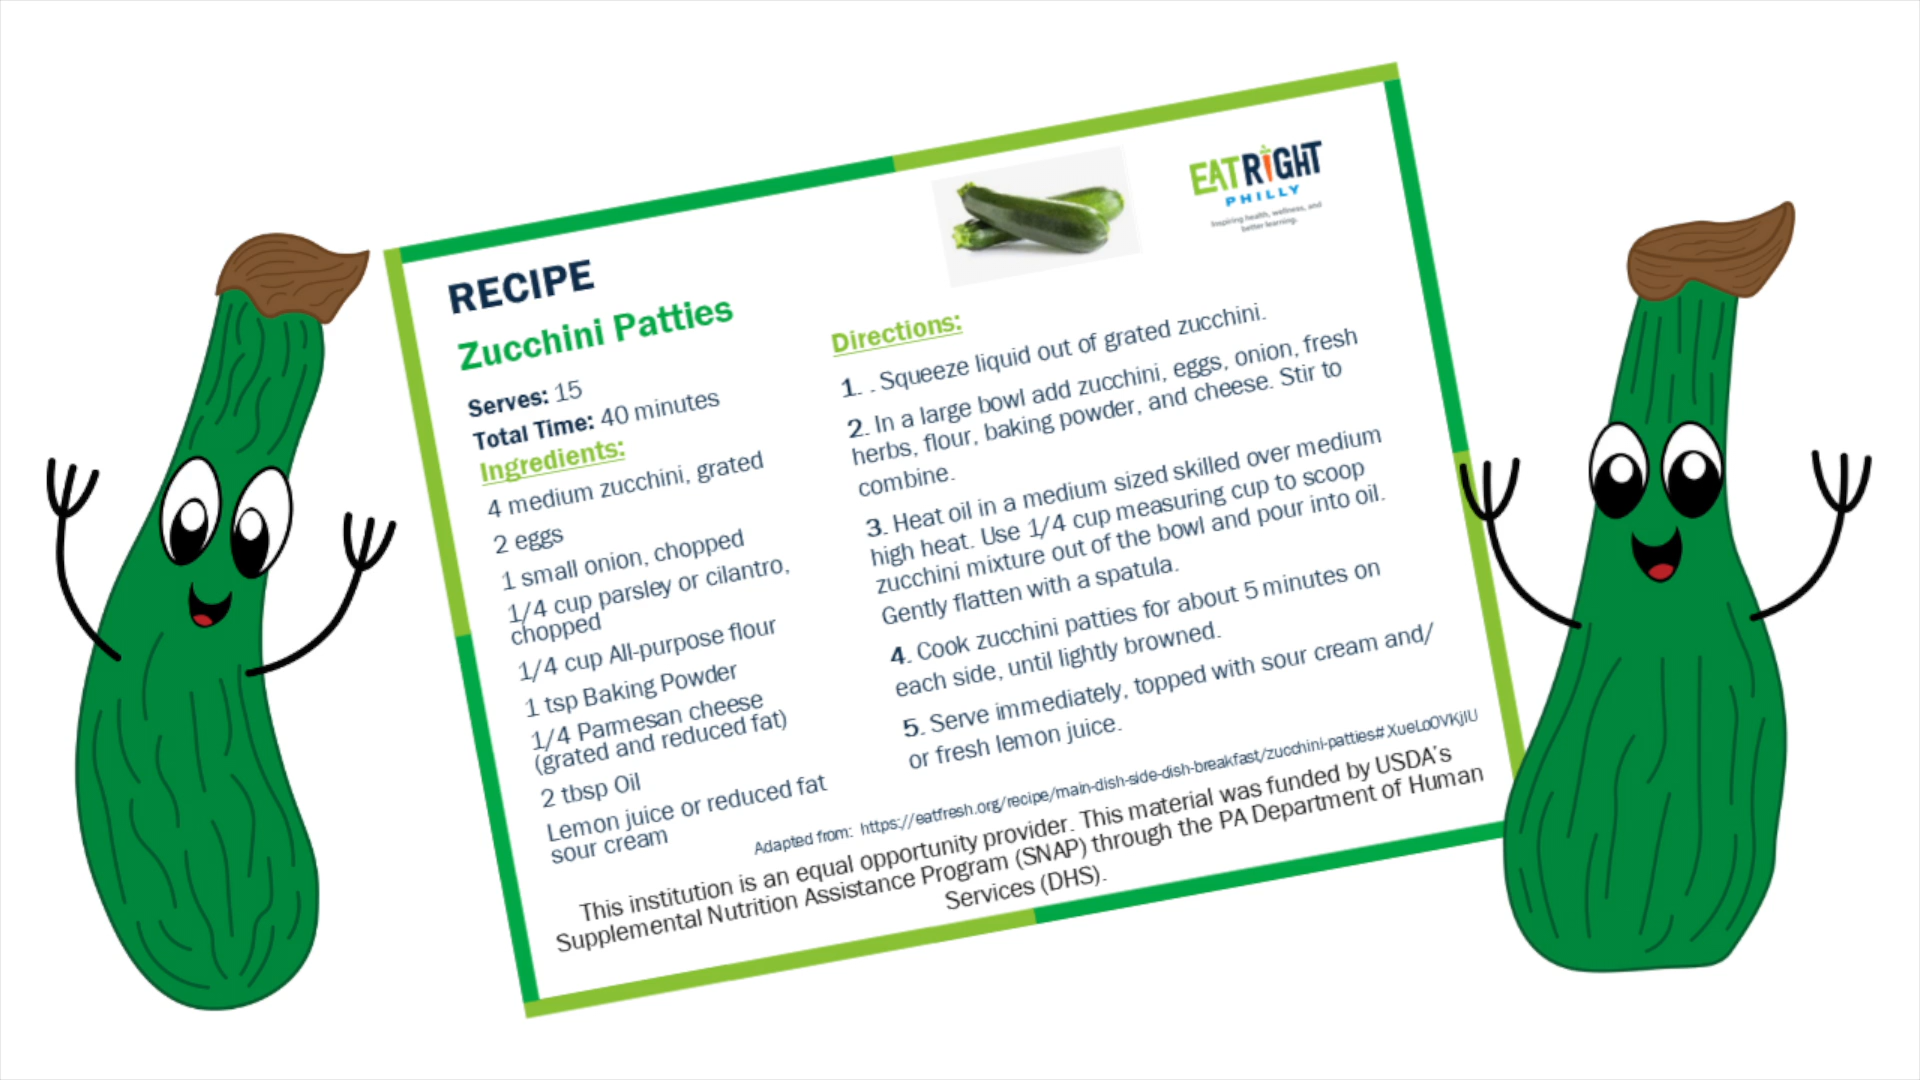 EATRIGHT
PHILLY
Inspiring health, wellness, and
better learning.
RECIPE
Zucchini Patties
Serves: 15
Total Time: 40 minutes
Ingredients:
4 medium zucchini, grated
2 eggs
1 small onion, chopped
1/4 cup parsley or cilantro,
chopped
1/4 cup All-purpose flour
1 tsp Baking Powder
1/4 Parmesan cheese
(grated and reduced fat)
2 tbsp Oil
Lemon juice or reduced fat
sour cream
Directions:
1. . Squeeze liquid out of grated zucchini.
2. In a large bowl add zucchini, eggs, onion, fresh
herbs, flour, baking powder, and cheese. Stir to
combine.
3. Heat oil in a medium sized skilled over medium
high heat. Use 1/4 cup measuring cup to scoop
zucchini mixture out of the bowl and pour into oil.
Gently flatten with a spatula.
4. Cook zucchini patties for about 5 minutes on
each side, until lightly browned.
5. Serve immediately, topped with sour cream and/
or fresh lemon juice.
Adapted from: https://eatfresh.org/recipe/main-dish-side-dish-breakfast/zucchini-patties#.XueLoOVKjIU
This institution is an equal opportunity provider. This material was funded by USDA's
Supplemental Nutrition Assistance Program (SNAP) through the PA Department of Human
Services (DHS).